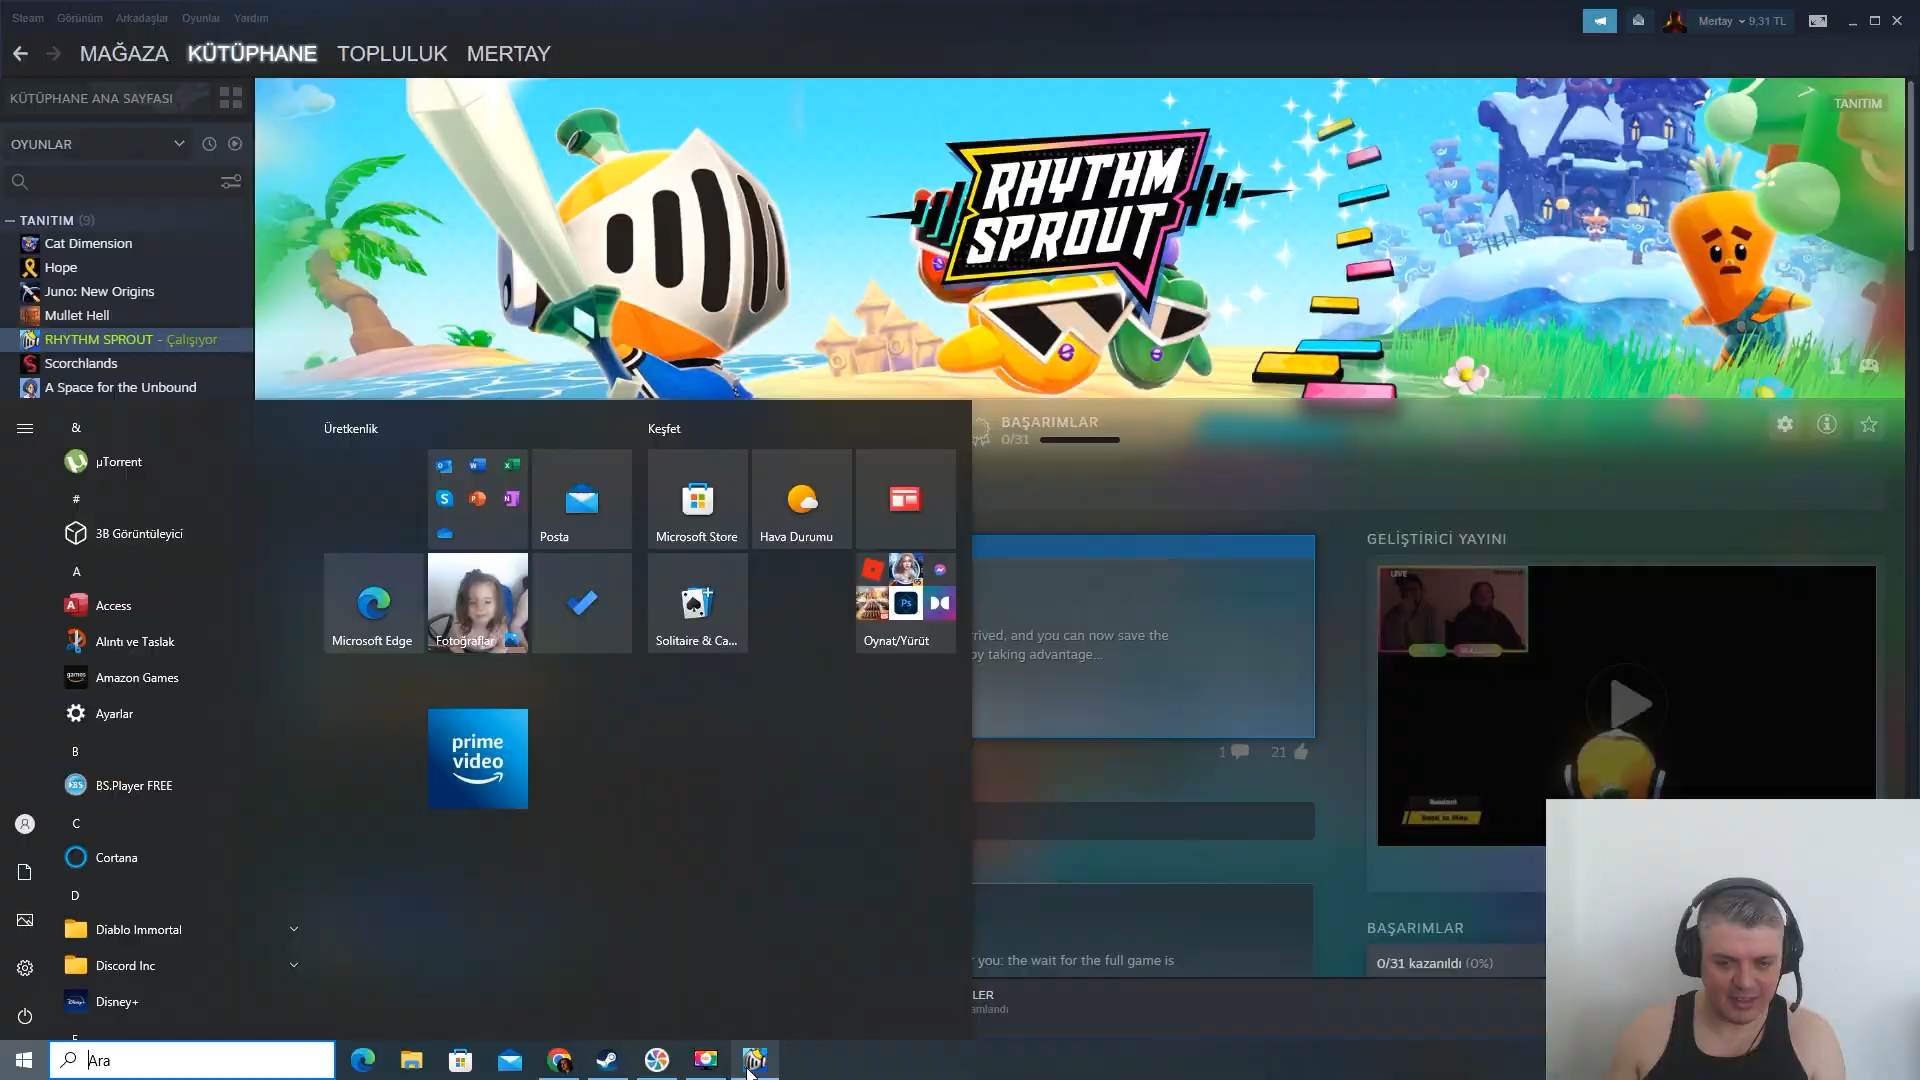 Steam Görünüm Arkadaşlar Oyunlar Yardım
Mertay 9,31 TL
MAĞAZA KÜTÜPHANE TOPLULUK MERTAY
KÜTÜPHANE ANA SAYFASI
OYUNLAR
TANITIM (9)
Cat Dimension
Hope
Juno: New Origins
Mullet Hell
RHYTHM SPROUT - Çalışıyor
Scorchlands
A Space for the Unbound
TANITIM
RHYTHM
SPROUT
&
µTorrent
#
3B Görüntüleyici
A
Access
Alıntı ve Taslak
Amazon Games
Ayarlar
B
BS.Player FREE
C
Cortana
D
Diablo Immortal
Discord Inc
Disney+
Üretkenlik
Keşfet
Posta
Microsoft Store
Hava Durumu
Microsoft Edge
Fotoğraflar
Solitaire & Ca...
Ps
Oynat/Yürüt
prime
video
BAŞARIMLAR
0/31
rived, and you can now save the
by taking advantage...
1
21
you: the wait for the full game is
LER
amlandı
GELİŞTİRİCİ YAYINI
LIVE
BAŞARIMLAR
0/31 kazanıldı (0%)
Ara